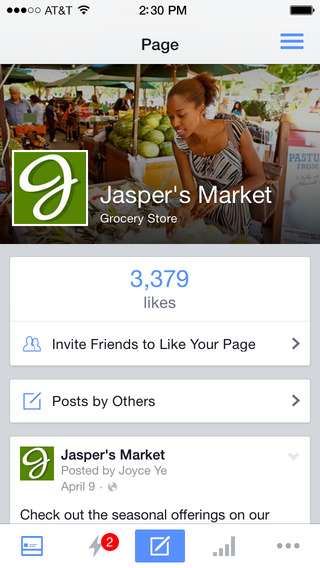 AT&T 2:30 PM
Page
PASTU
FROM
Jasper's Market
Grocery Store
3,379
likes
Invite Friends to Like Your Page
Posts by Others
Jasper's Market
Posted by Joyce Ye
April 9 ·
Check out the seasonal offerings on our
2